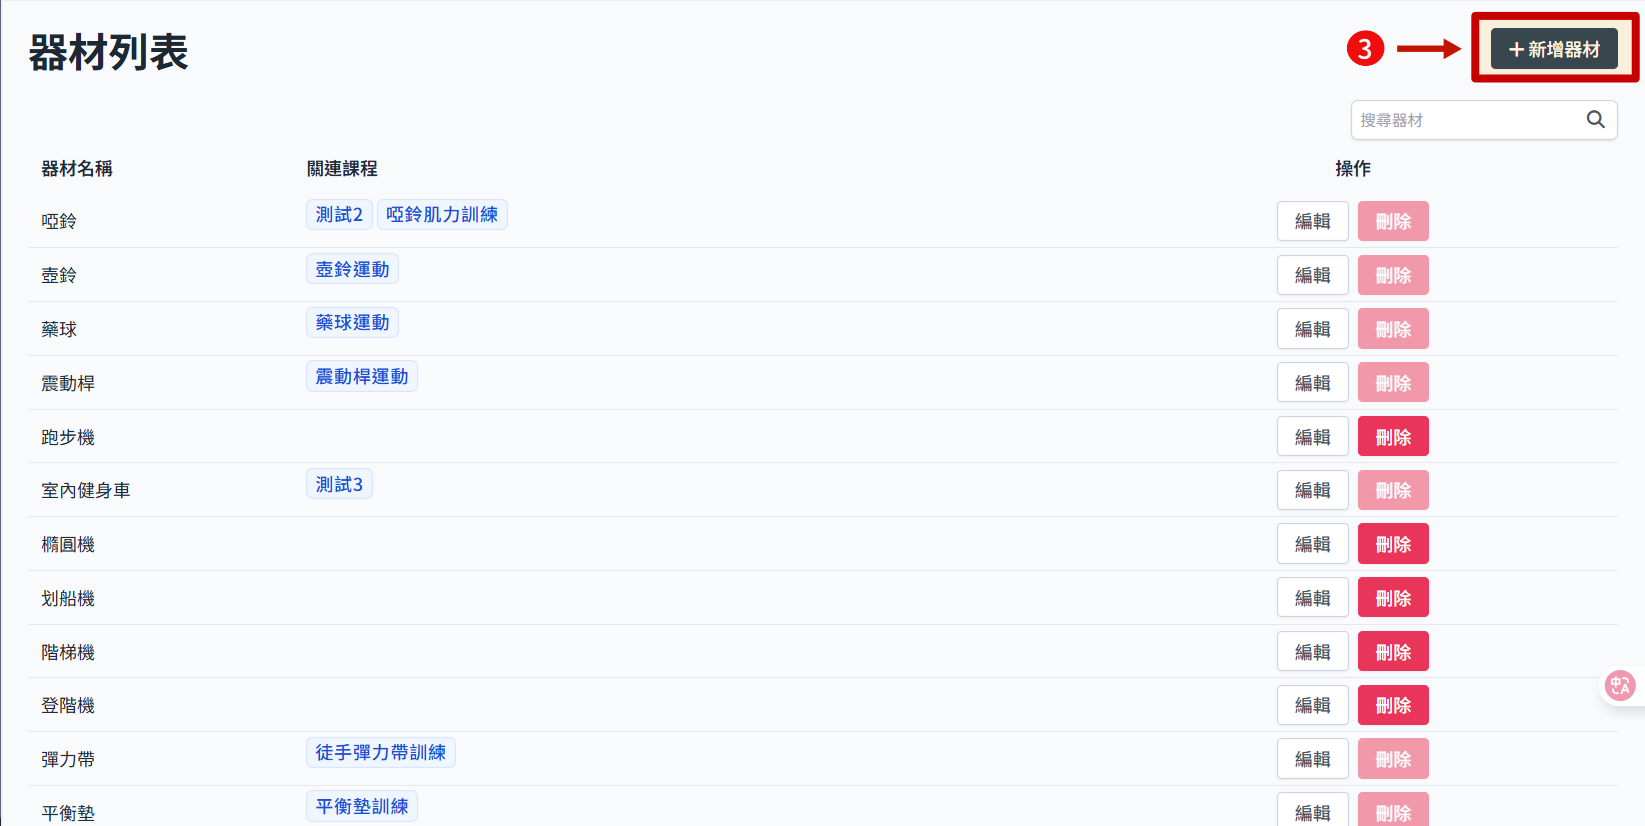 器材列表
3
+新增器材
搜尋器材
器材名稱 關連課程 操作
啞鈴 測試2 啞鈴肌力訓練 編輯 刪除
壺鈴 壺鈴運動 編輯 刪除
藥球 藥球運動 編輯 刪除
震動桿 震動桿運動 編輯 刪除
跑步機 編輯 刪除
室內健身車 測試3 編輯 刪除
橢圓機 編輯 刪除
划船機 編輯 刪除
階梯機 編輯 刪除
登階機 編輯 刪除
彈力帶 徒手彈力帶訓練 編輯 刪除
平衡墊 平衡墊訓練 編輯 刪除
中A